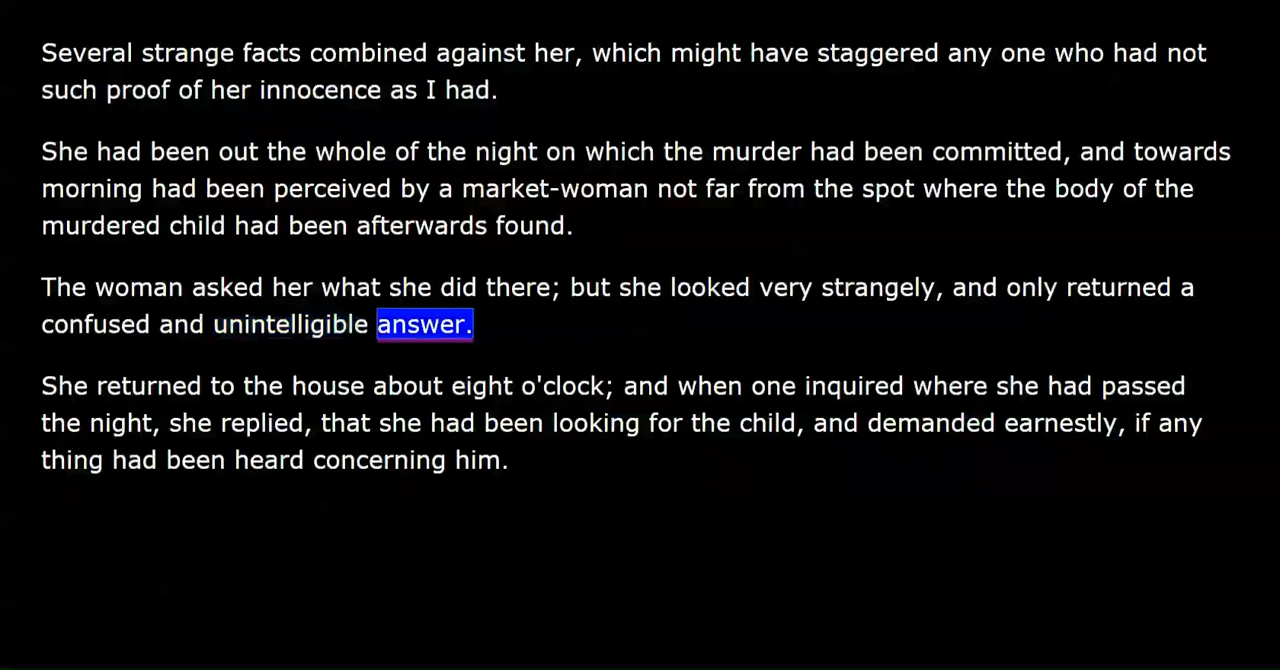 Several strange facts combined against her, which might have staggered any one who had not
such proof of her innocence as I had.
She had been out the whole of the night on which the murder had been committed, and towards
morning had been perceived by a market-woman not far from the spot where the body of the
murdered child had been afterwards found.
The woman asked her what she did there; but she looked very strangely, and only returned a
confused and unintelligible answer.
She returned to the house about eight o'clock; and when one inquired where she had passed
the night, she replied, that she had been looking for the child, and demanded earnestly, if any
thing had been heard concerning him.